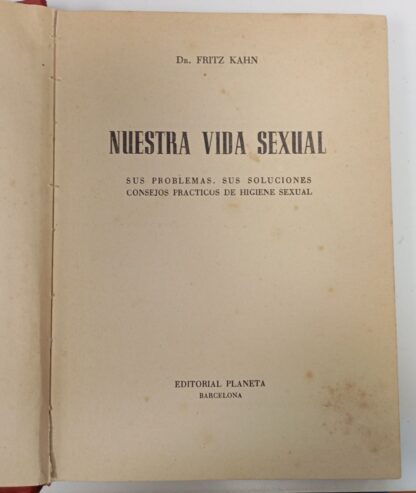 Dr. FRITZ KAHN
NUESTRA VIDA SEXUAL
SUS PROBLEMAS. SUS SOLUCIONES
CONSEJOS PRACTICOS DE HIGIENE SEXUAL
EDITORIAL PLANETA
BARCELONA